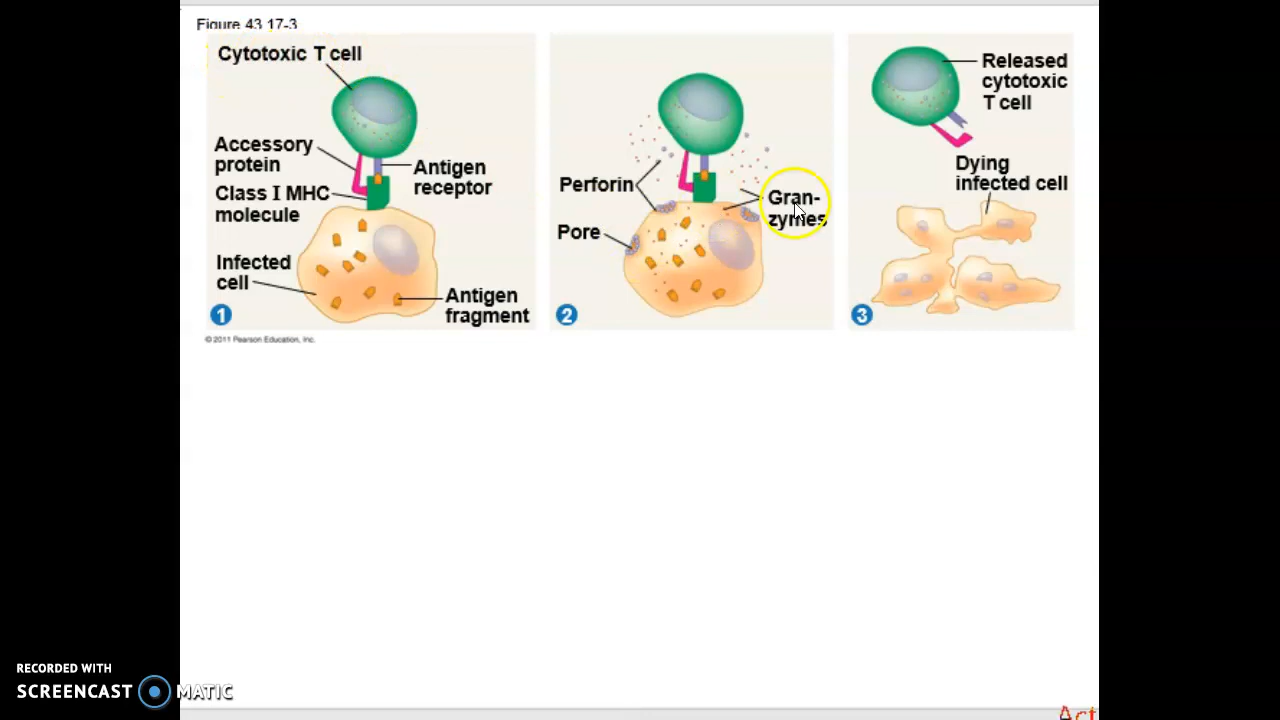 Figure 43.17-3
Cytotoxic T cell
Accessory
protein
Class I MHC
molecule
Infected
cell
Antigen
receptor
Antigen
fragment
1
Perforin
Pore
Gran-
zymes
2
Released
cytotoxic
T cell
Dying
infected cell
3
© 2011 Pearson Education, Inc.
RECORDED WITH
SCREENCAST MATIC
Act